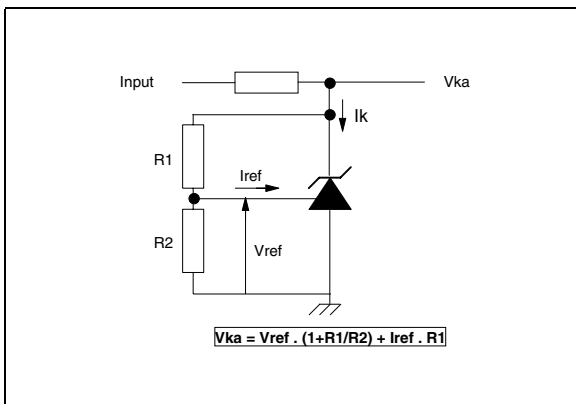 Input Vka
Ik
R1
Iref
R2
Vref
Vka = Vref . (1+R1/R2) + Iref . R1